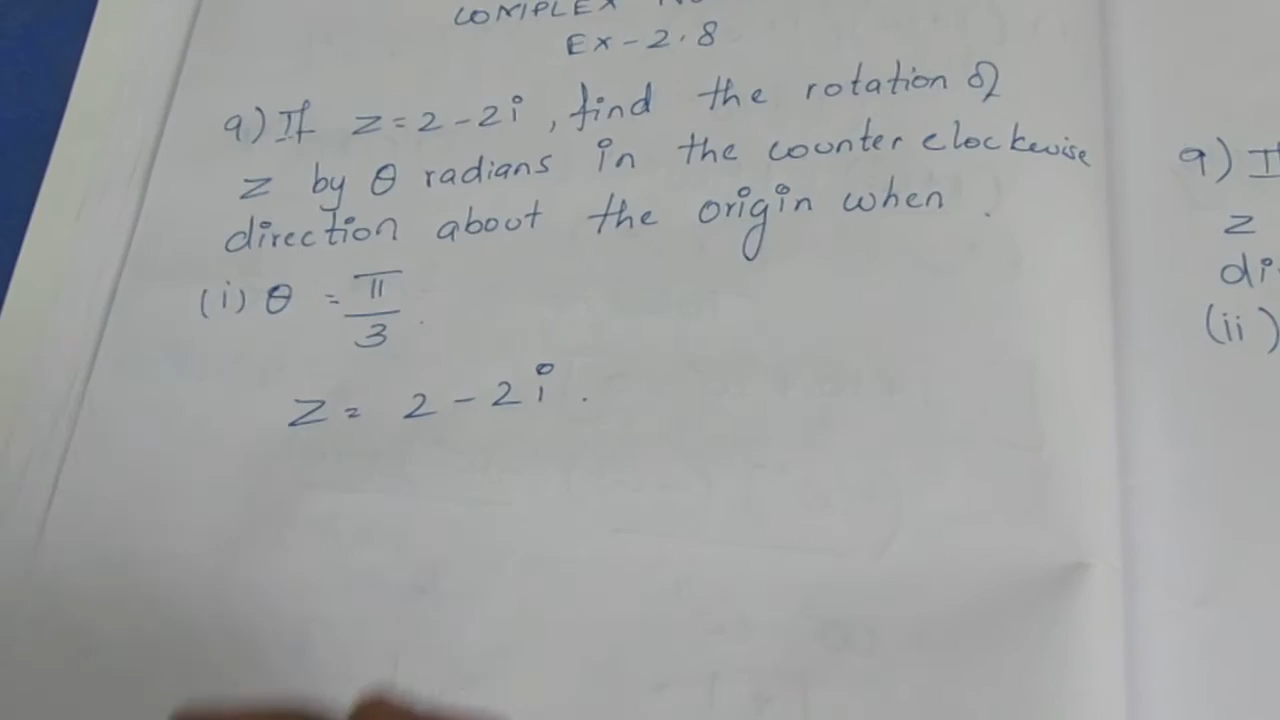 COMPLEX
EX-2.8
9) If z=2-2i, find the rotation of
z by θ radians in the counter clockwise
direction about the origin when .
(i) θ = π/3.
z = 2-2i.
9) I
z
di
(ii)